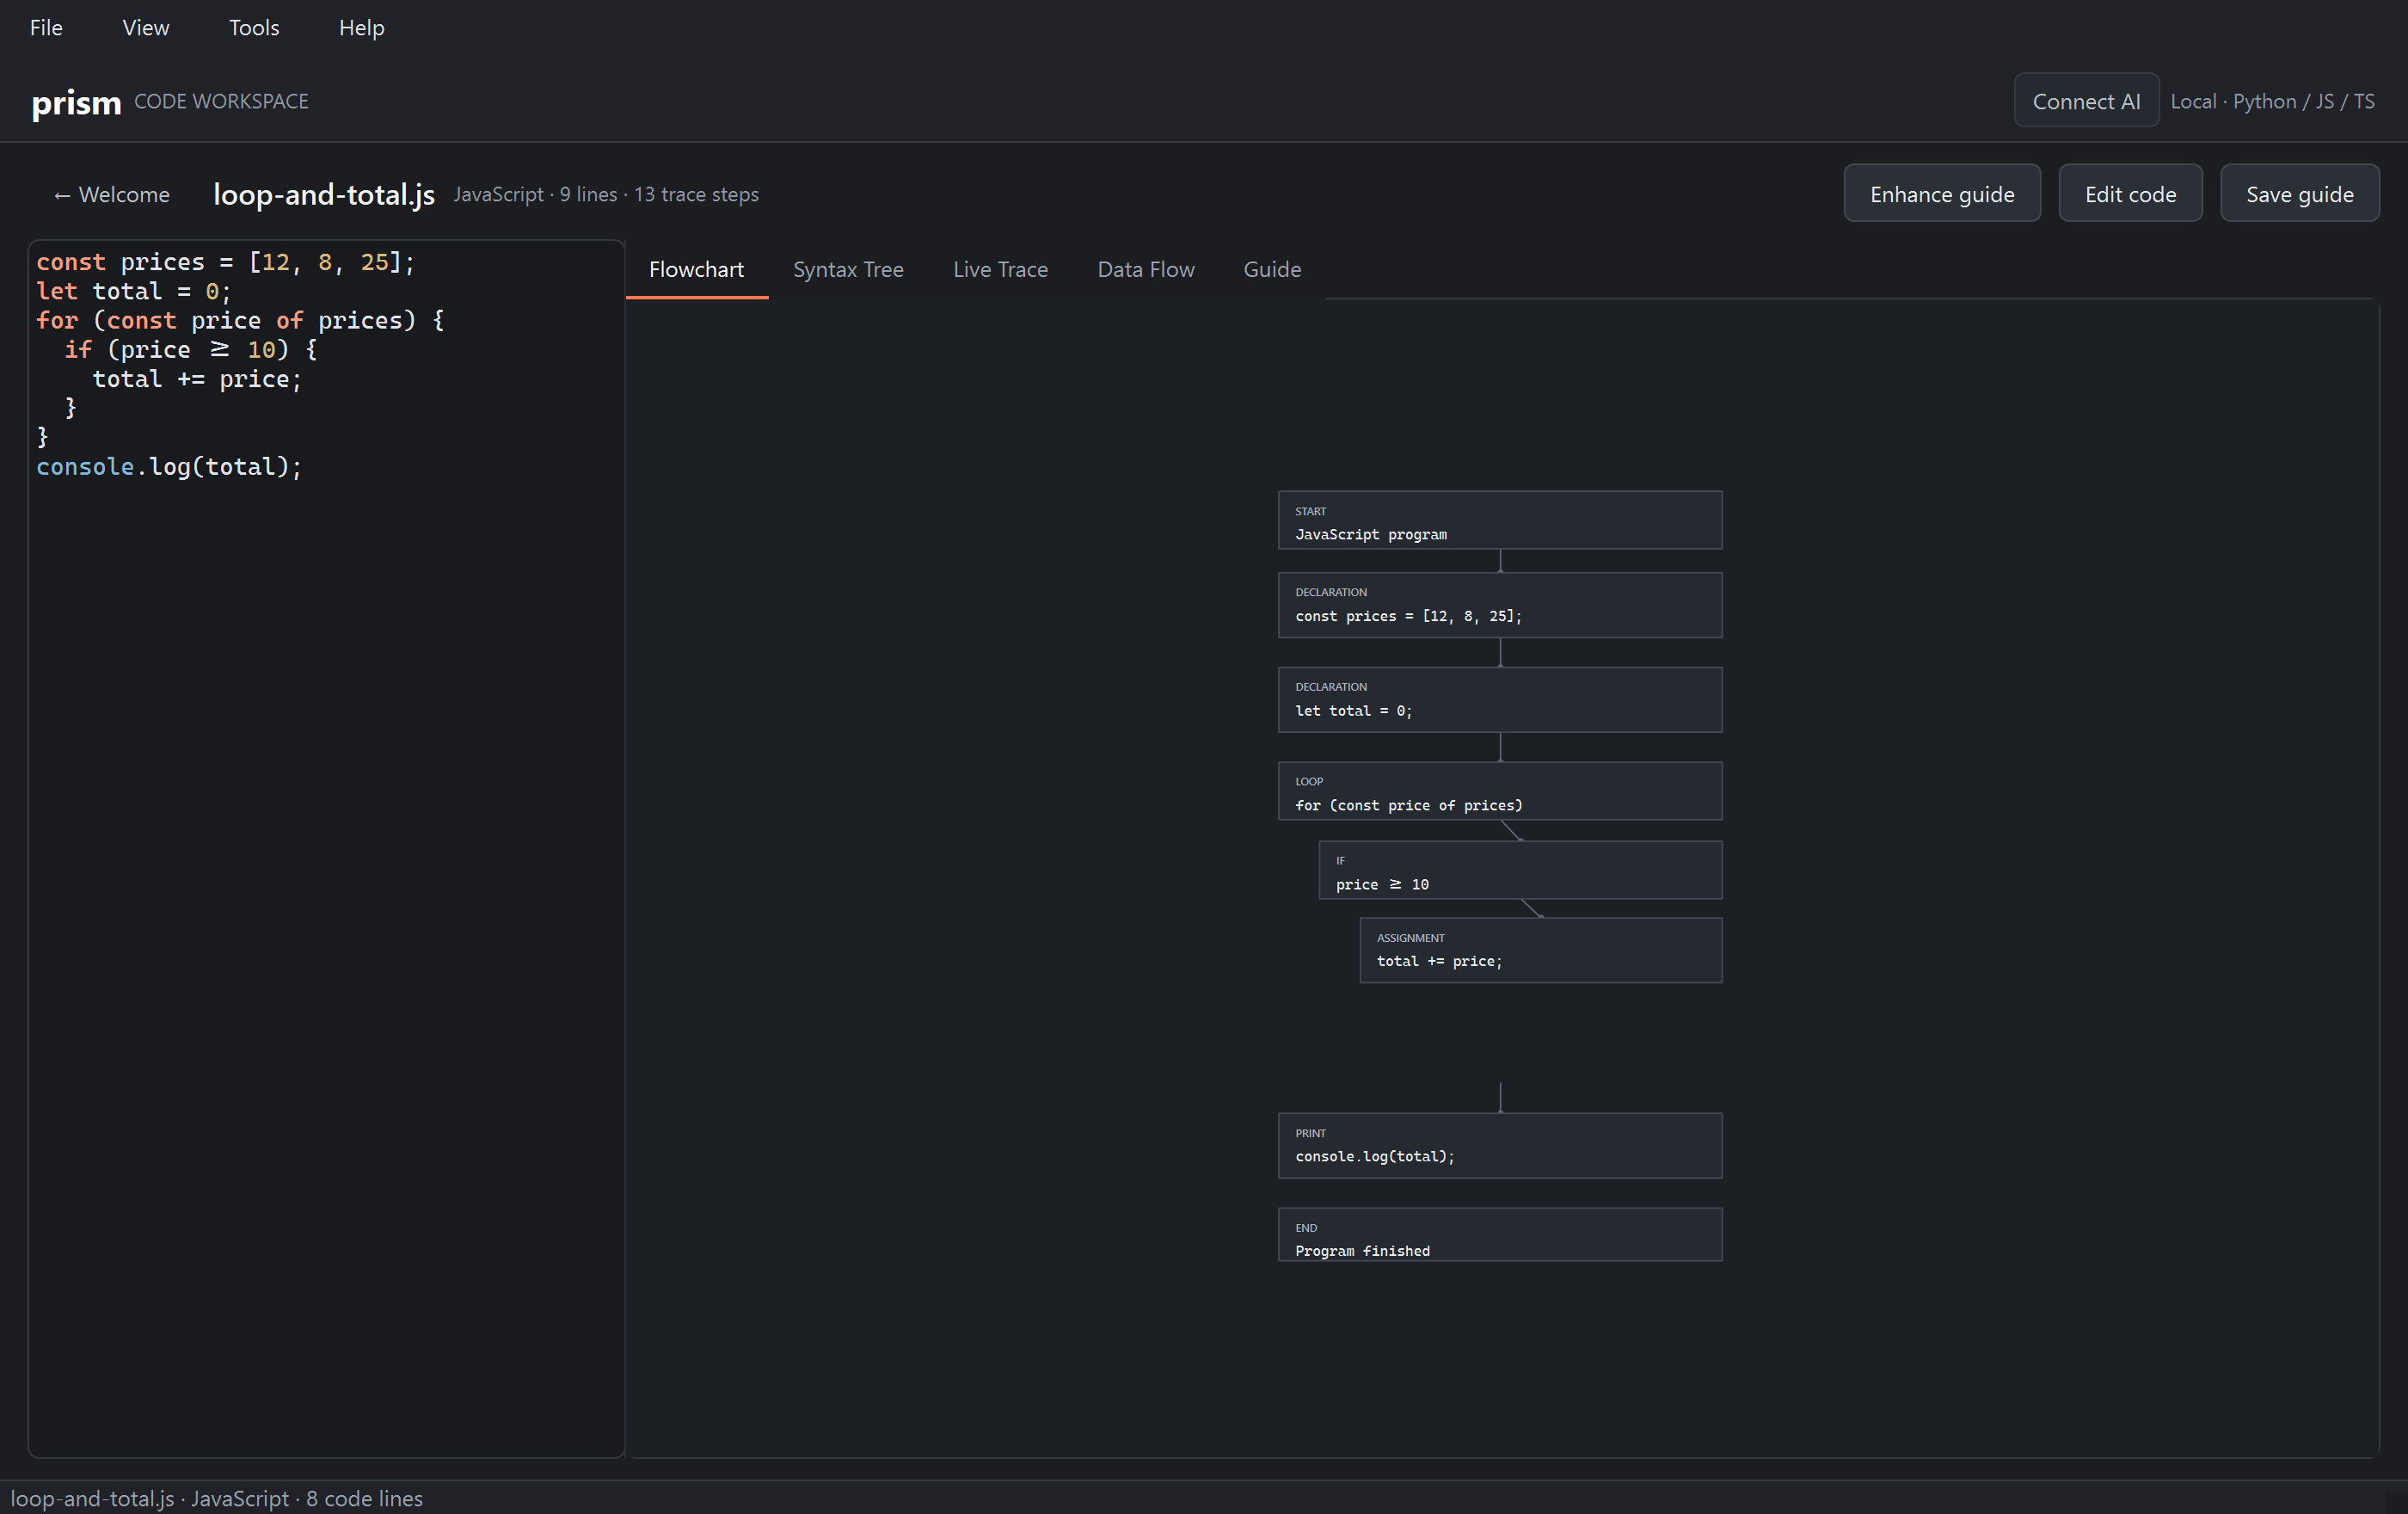 File View Tools Help
prism CODE WORKSPACE
Connect AI Local · Python / JS / TS
← Welcome loop-and-total.js JavaScript · 9 lines · 13 trace steps
Enhance guide Edit code Save guide
const prices = [12, 8, 25];
let total = 0;
for (const price of prices) {
  if (price ≥ 10) {
    total += price;
  }
}
console.log(total);
Flowchart Syntax Tree Live Trace Data Flow Guide
START
JavaScript program
DECLARATION
const prices = [12, 8, 25];
DECLARATION
let total = 0;
LOOP
for (const price of prices)
IF
price ≥ 10
ASSIGNMENT
total += price;
PRINT
console.log(total);
END
Program finished
loop-and-total.js · JavaScript · 8 code lines